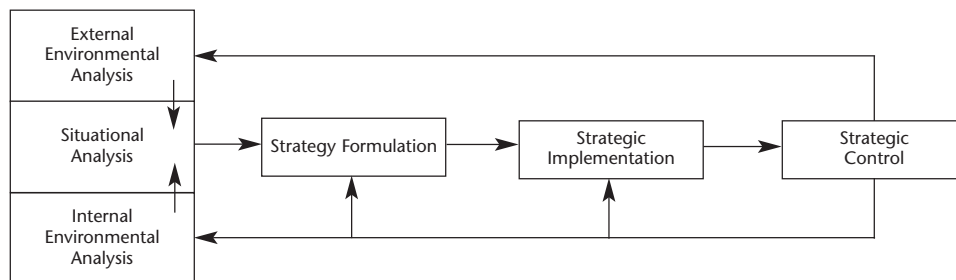 External
Environmental
Analysis
Situational
Analysis
Internal
Environmental
Analysis
Strategy Formulation
Strategic
Implementation
Strategic
Control